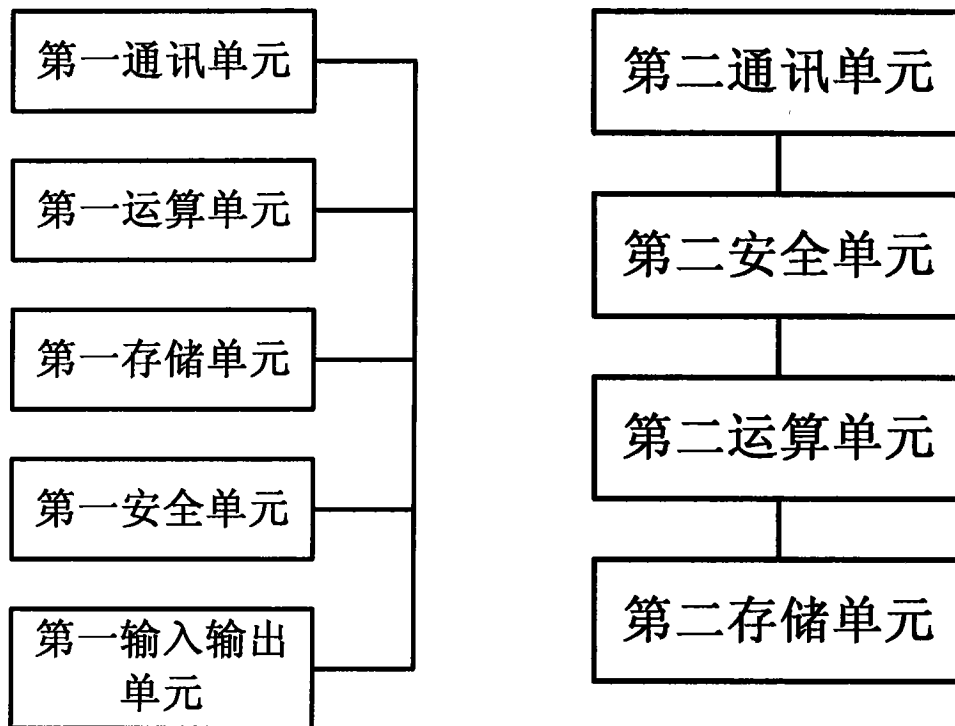 第一通讯单元
第一运算单元
第一存储单元
第一安全单元
第一输入输出
单元
第二通讯单元
第二安全单元
第二运算单元
第二存储单元